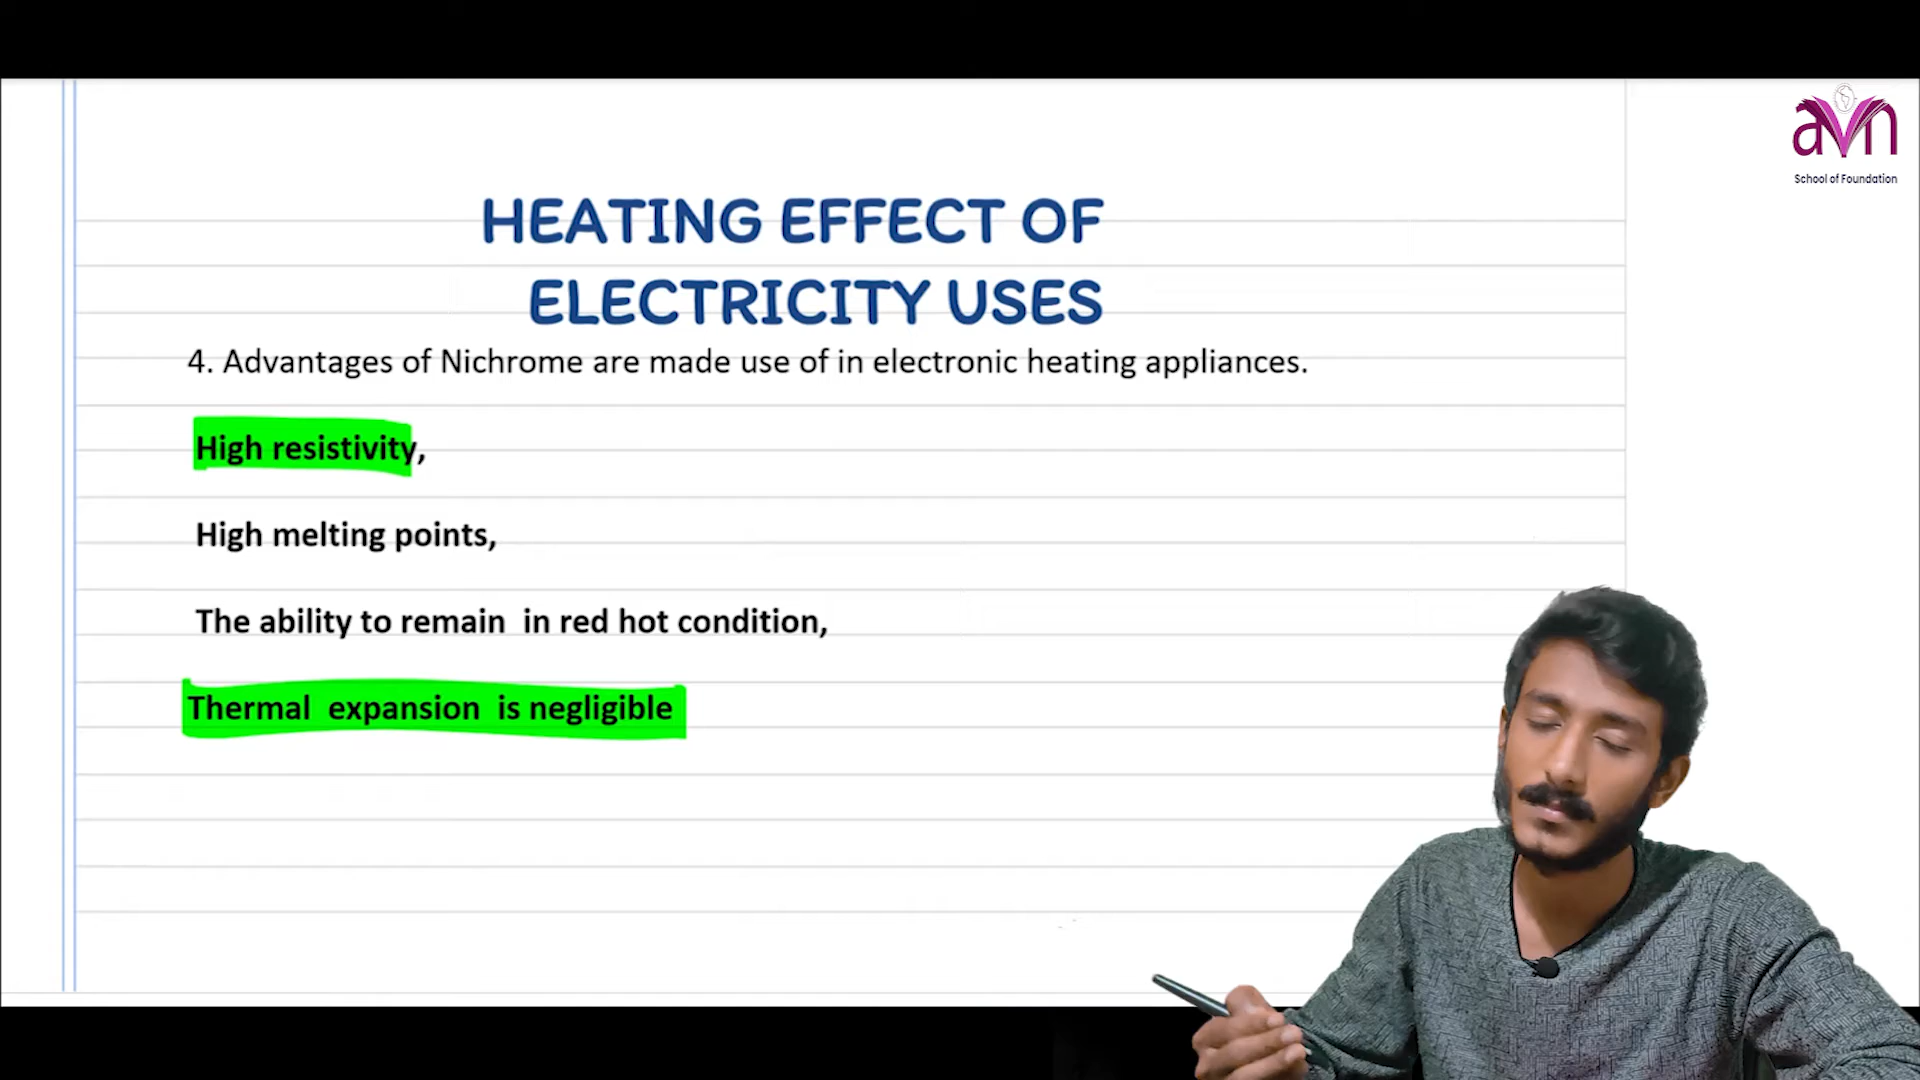 avn
School of Foundation
HEATING EFFECT OF
ELECTRICITY USES
4. Advantages of Nichrome are made use of in electronic heating appliances.
High resistivity,
High melting points,
The ability to remain in red hot condition,
Thermal expansion is negligible